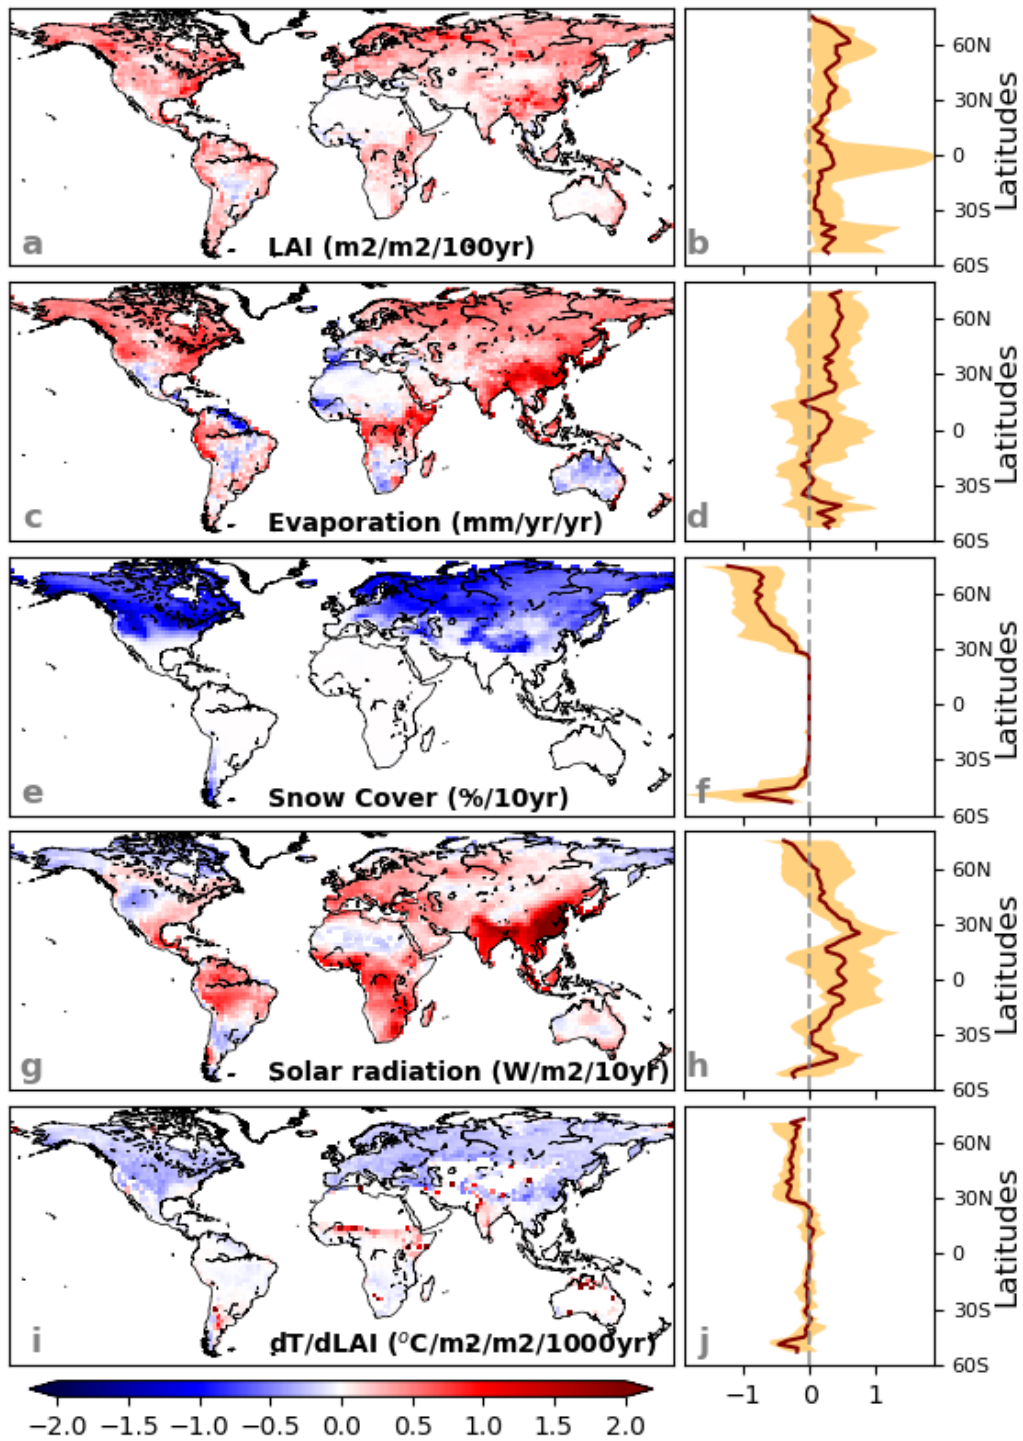 60N
30N
0
30S
60S
Latitudes
a
LAI (m2/m2/100yr)
b
60N
30N
0
30S
60S
Latitudes
c
Evaporation (mm/yr/yr)
d
60N
30N
0
30S
60S
Latitudes
e
Snow Cover (%/10yr)
f
60N
30N
0
30S
60S
Latitudes
g
Solar radiation (W/m2/10yr)
h
60N
30N
0
30S
60S
Latitudes
i
dT/dLAI (°C/m2/m2/1000yr)
j
−1 0 1
−2.0 −1.5 −1.0 −0.5 0.0 0.5 1.0 1.5 2.0